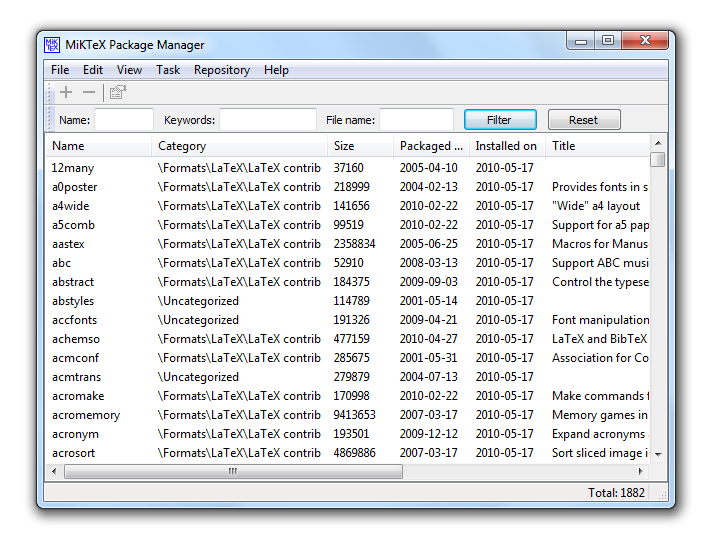 MiKTeX Package Manager
File Edit View Task Repository Help
Name: Keywords: File name: Filter Reset
Name Category Size Packaged ... Installed on Title
12many \Formats\LaTeX\LaTeX contrib 37160 2005-04-10 2010-05-17
a0poster \Formats\LaTeX\LaTeX contrib 218999 2004-02-13 2010-05-17 Provides fonts in s
a4wide \Formats\LaTeX\LaTeX contrib 141656 2010-02-22 2010-05-17 "Wide" a4 layout
a5comb \Formats\LaTeX\LaTeX contrib 99519 2010-02-22 2010-05-17 Support for a5 pap
aastex \Formats\LaTeX\LaTeX contrib 2358834 2005-06-25 2010-05-17 Macros for Manus
abc \Formats\LaTeX\LaTeX contrib 52910 2008-03-13 2010-05-17 Support ABC musi
abstract \Formats\LaTeX\LaTeX contrib 184375 2009-09-03 2010-05-17 Control the typese
abstyles \Uncategorized 114789 2001-05-14 2010-05-17
accfonts \Uncategorized 191326 2009-04-21 2010-05-17 Font manipulation
achemso \Formats\LaTeX\LaTeX contrib 477159 2010-04-27 2010-05-17 LaTeX and BibTeX
acmconf \Formats\LaTeX\LaTeX contrib 285675 2001-05-31 2010-05-17 Association for Co
acmtrans \Uncategorized 279879 2004-07-13 2010-05-17
acromake \Formats\LaTeX\LaTeX contrib 170998 2010-02-22 2010-05-17 Make commands f
acromemory \Formats\LaTeX\LaTeX contrib 9413653 2007-03-17 2010-05-17 Memory games in
acronym \Formats\LaTeX\LaTeX contrib 193501 2009-12-12 2010-05-17 Expand acronyms
acrosort \Formats\LaTeX\LaTeX contrib 4869886 2007-03-17 2010-05-17 Sort sliced image i
Total: 1882